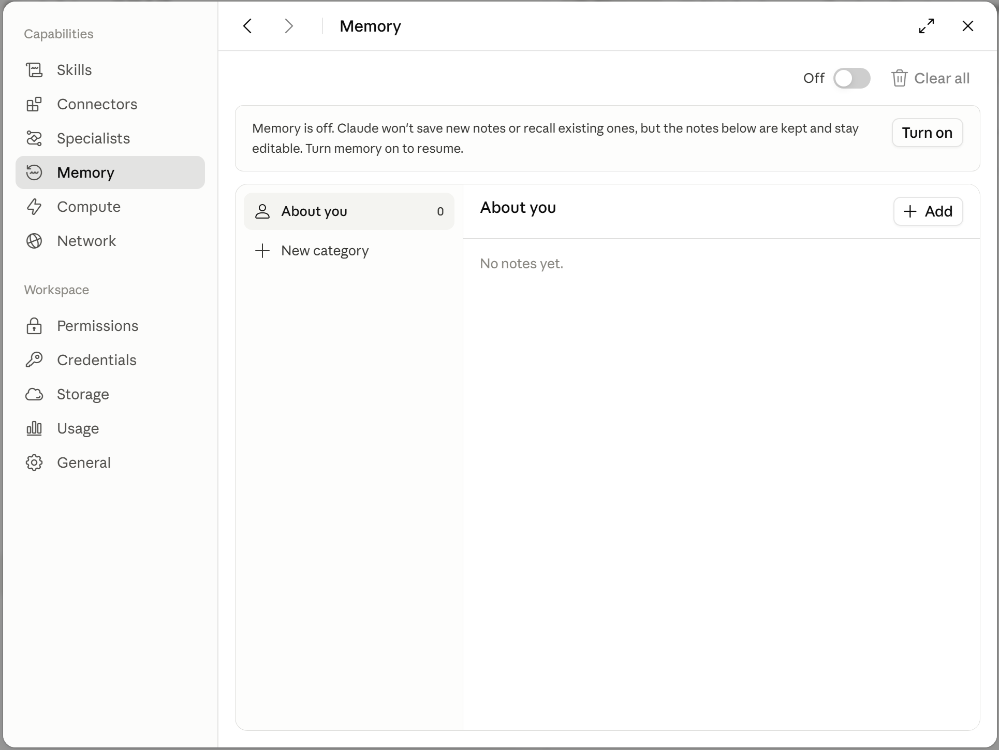 Capabilities
Skills
Connectors
Specialists
Memory
Compute
Network
Workspace
Permissions
Credentials
Storage
Usage
General
Memory
Off
Clear all
Memory is off. Claude won't save new notes or recall existing ones, but the notes below are kept and stay
editable. Turn memory on to resume.
Turn on
About you 0
New category
About you
Add
No notes yet.